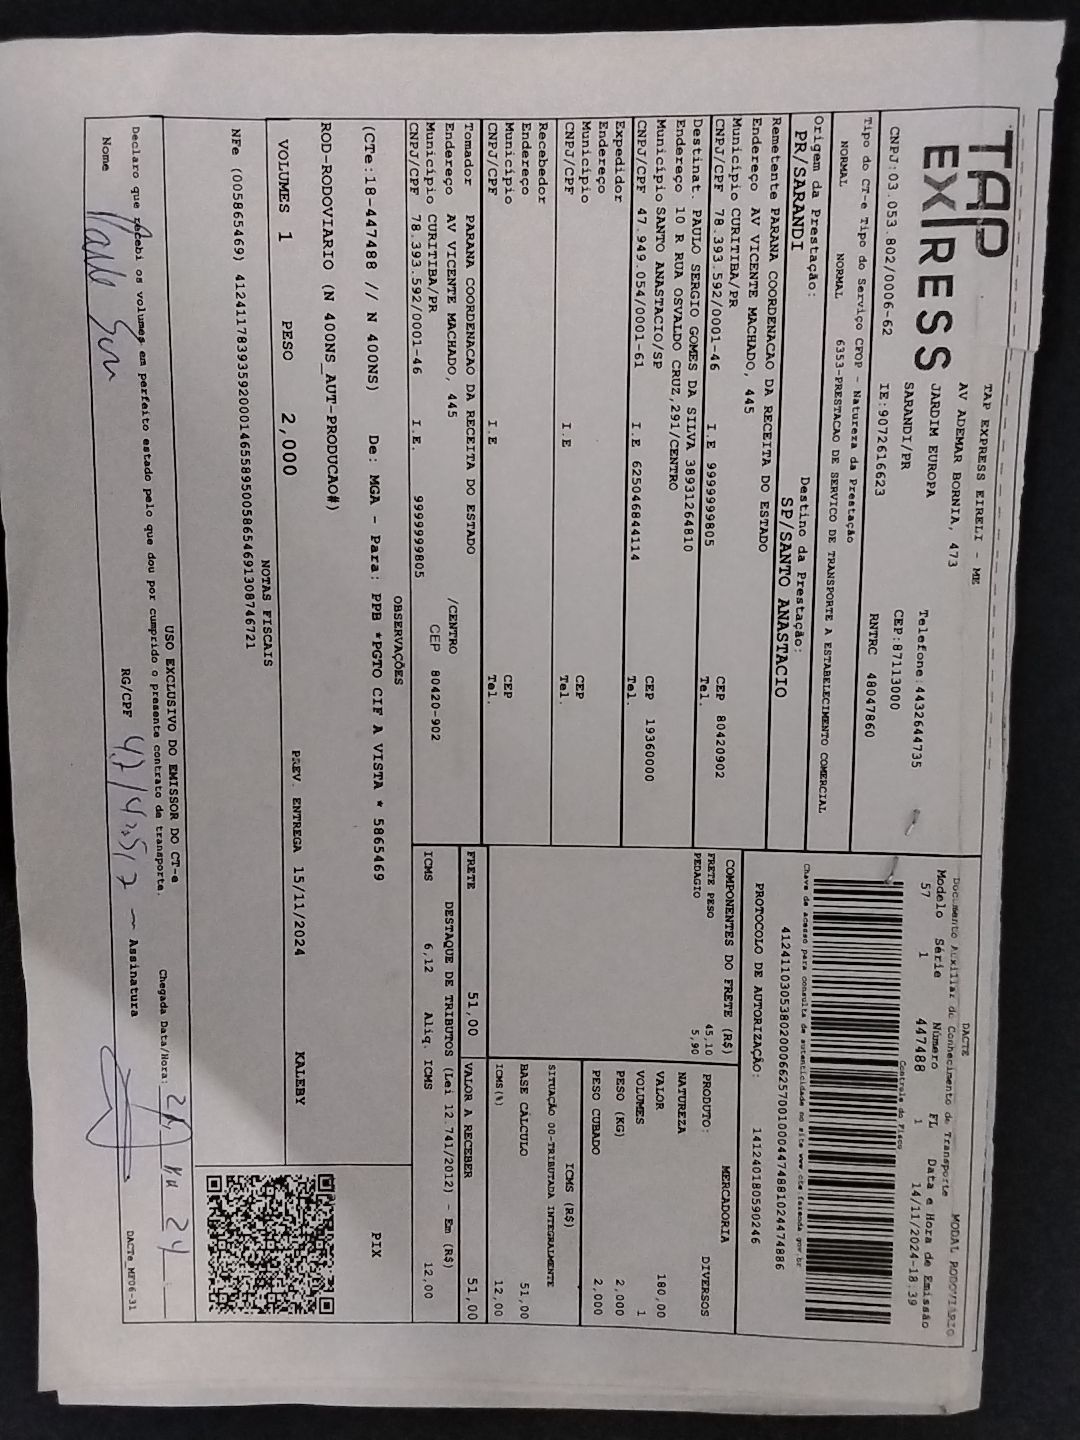 TAP
EXPRESS
TAP EXPRESS EIRELI - ME
AV ADEMAR BORNIA, 473
JARDIM EUROPA
SARANDI/PR
Telefone:4432644735
CEP:87113000
CNPJ:03.053.802/0006-62 IE:9072616623 RNTRC 48047860
DACTE
Documento Auxiliar do Conhecimento de Transporte MODAL RODOVIARIO
Modelo Série Número FL Data e Hora de Emissão
57 1 447488 1 14/11/2024-18:39
Controle do Fisco
Chave de acesso para consulta de autenticidade no site www.cte.fazenda.gov.br
41241103053802000662570010004474881024474886
PROTOCOLO DE AUTORIZAÇÃO: 141240180590246
Tipo do CT-e Tipo do Serviço CFOP - Natureza da Prestação
NORMAL NORMAL 6353-PRESTACAO DE SERVICO DE TRANSPORTE A ESTABELECIMENTO COMERCIAL
Origem da Prestação: Destino da Prestação:
PR/SARANDI SP/SANTO ANASTACIO
Remetente PARANA COORDENACAO DA RECEITA DO ESTADO
Endereço AV VICENTE MACHADO, 445
Município CURITIBA/PR CEP 80420902
CNPJ/CPF 78.393.592/0001-46 I.E 9999999805 Tel.
Destinat. PAULO SERGIO GOMES DA SILVA 38931264810
Endereço 10 R RUA OSVALDO CRUZ,291/CENTRO
Município SANTO ANASTACIO/SP CEP 19360000
CNPJ/CPF 47.949.054/0001-61 I.E 625046844114 Tel.
Expedidor
Endereço
Município CEP
CNPJ/CPF I.E Tel.
Recebedor
Endereço
Município CEP
CNPJ/CPF I.E Tel.
Tomador PARANA COORDENACAO DA RECEITA DO ESTADO
Endereço AV VICENTE MACHADO, 445 /CENTRO
Município CURITIBA/PR CEP 80420-902
CNPJ/CPF 78.393.592/0001-46 I.E. 9999999805
COMPONENTES DO FRETE (R$)
FRETE PESO 45,10
PEDAGIO 5,90
MERCADORIA
PRODUTO: DIVERSOS
NATUREZA
VALOR 180,00
VOLUMES 1
PESO (KG) 2,000
PESO CUBADO 2,000
ICMS (R$)
SITUAÇÃO 00-TRIBUTADA INTEGRALMENTE
BASE CALCULO 51,00
ICMS(%) 12,00
FRETE 51,00 VALOR A RECEBER 51,00
DESTAQUE DE TRIBUTOS (Lei 12.741/2012) - Em (R$)
ICMS 6,12 Aliq. ICMS 12,00
OBSERVAÇÕES
(CTe:18-447488 // N 400NS) De: MGA - Para: PPB *PGTO CIF A VISTA * 5865469
PIX
ROD-RODOVIARIO (N 400NS_AUT-PRODUCAO#)
VOLUMES 1 PESO 2,000 PREV. ENTREGA 15/11/2024 KALEBY
NOTAS FISCAIS
NFe (005865469) 41241178393592000146558950058654691308746721
USO EXCLUSIVO DO EMISSOR DO CT-e
Declaro que recebi os volumes em perfeito estado pelo que dou por cumprido o presente contrato de transporte.
Chegada Data/Hora: 24
Nome RG/CPF Assinatura
DACTe_MF06-31